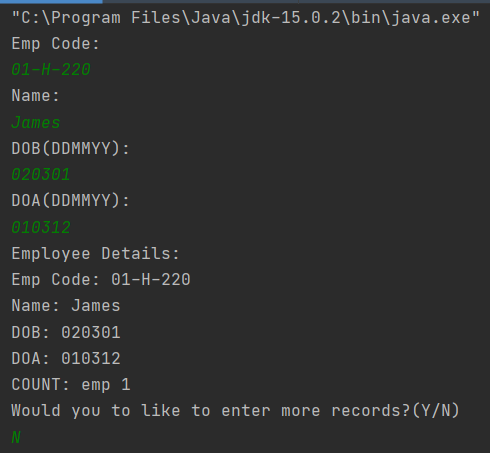 "C:\Program Files\Java\jdk-15.0.2\bin\java.exe"
Emp Code:
01-H-220
Name:
James
DOB(DDMMYY):
020301
DOA(DDMMYY):
010312
Employee Details:
Emp Code: 01-H-220
Name: James
DOB: 020301
DOA: 010312
COUNT: emp 1
Would you to like to enter more records?(Y/N)
N